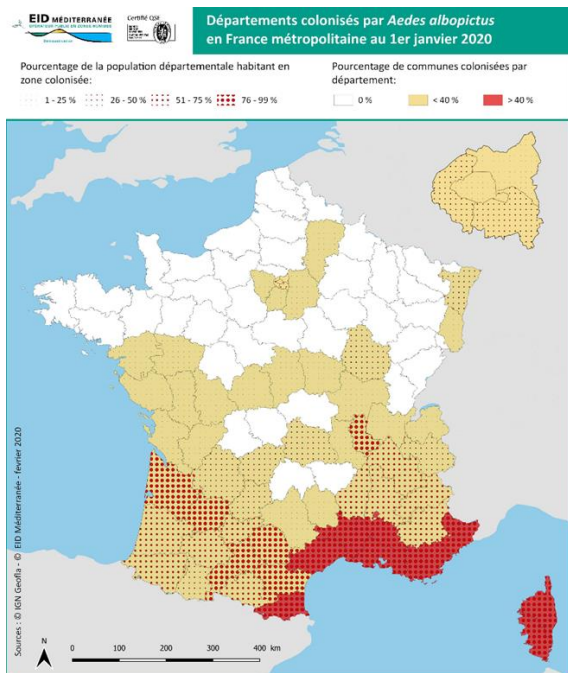 EID MÉDITERRANÉE
Certifié QSE
Départements colonisés par Aedes albopictus
en France métropolitaine au 1er janvier 2020
Pourcentage de la population départementale habitant en
zone colonisée:
1 - 25 %
26 - 50 %
51 - 75 %
76 - 99 %
Pourcentage de communes colonisées par
département:
0 %
< 40 %
> 40 %
Sources : © IGN Geofla - © EID Méditerranée - fevrier 2020
N
0 100 200 300 400 km